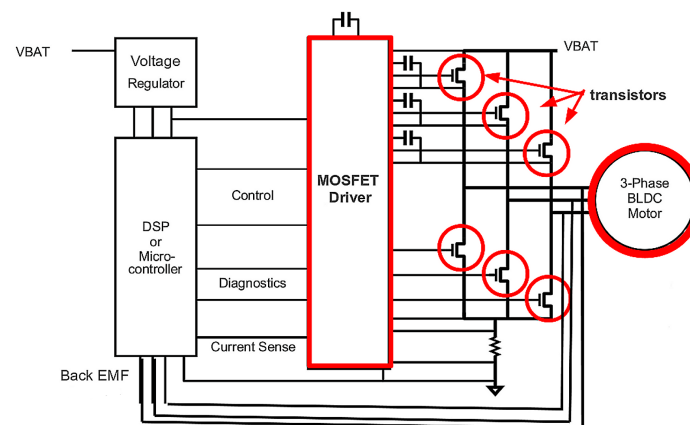 VBAT
Voltage
Regulator
VBAT
transistors
MOSFET
Driver
3-Phase
BLDC
Motor
Control
DSP
or
Micro-
controller
Diagnostics
Current Sense
Back EMF